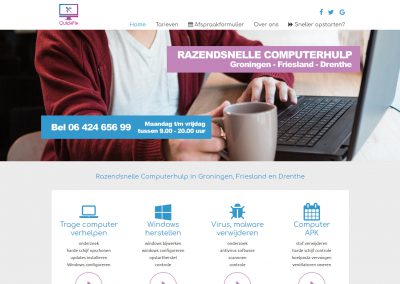 QuickFix
Home Tarieven Afspraakformulier Over ons Sneller opstarten?
RAZENDSNELLE COMPUTERHULP
Groningen - Friesland - Drenthe
Bel 06 424 656 99
Maandag t/m vrijdag
tussen 9.00 - 20.00 uur
Razendsnelle Computerhulp in Groningen, Friesland en Drenthe
Trage computer
verhelpen
onderzoek
harde schijf opschonen
updates installeren
Windows configureren
Windows
herstellen
windows bijwerken
windows configureren
opstartherstel
controle
Virus, malware
verwijderen
onderzoek
antivirus software
scannen
controle
Computer
APK
stof verwijderen
harde schijf controle
koelpasta vervangen
ventilatoren smeren